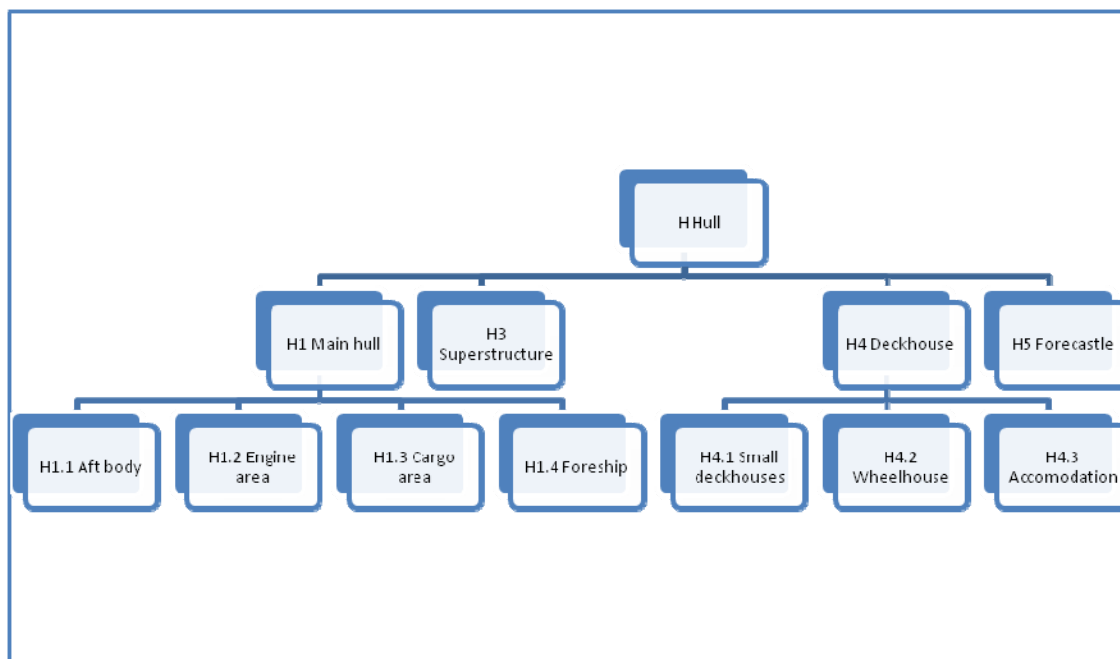 H Hull
H1 Main hull
H3
Superstructure
H4 Deckhouse
H5 Forecastle
H1.1 Aft body
H1.2 Engine
area
H1.3 Cargo
area
H1.4 Foreship
H4.1 Small
deckhouses
H4.2
Wheelhouse
H4.3
Accomodation